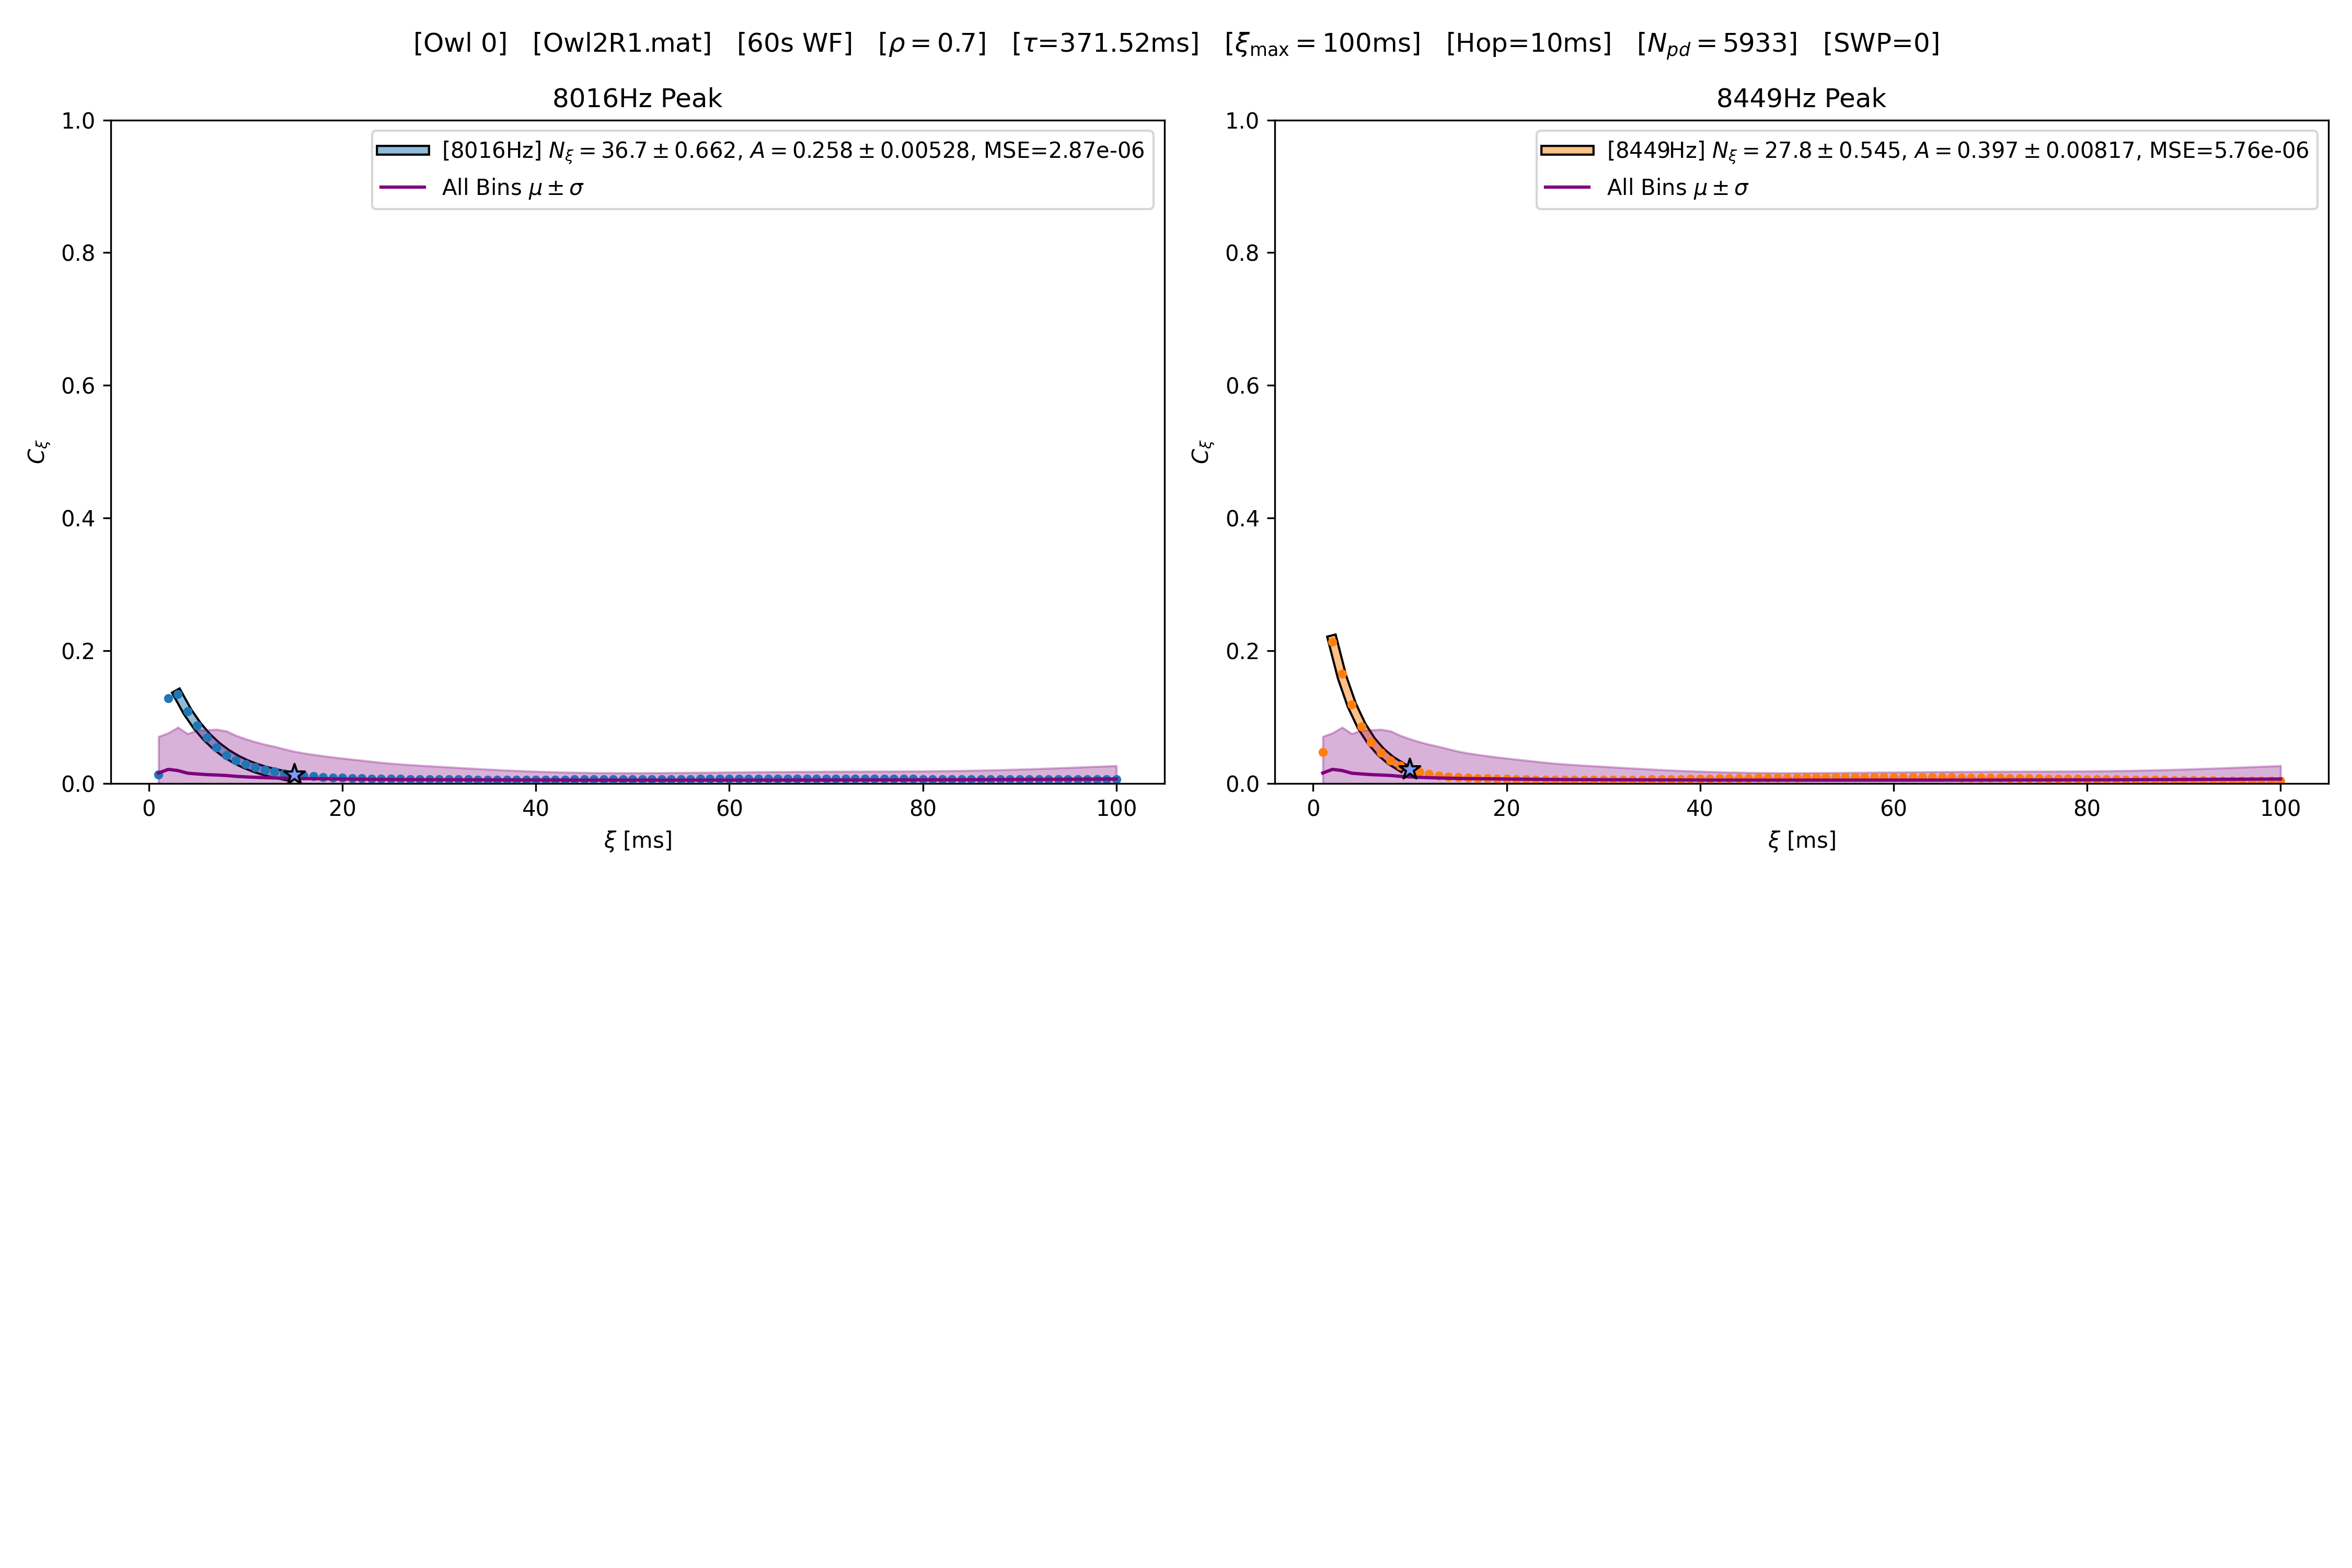 [Owl 0] [Owl2R1.mat] [60s WF] [ρ = 0.7] [τ=371.52ms] [ξmax = 100ms] [Hop=10ms] [Npd = 5933] [SWP=0]
8016Hz Peak
1.0
0.8
0.6
0.4
0.2
0.0
Cξ
[8016Hz] Nξ = 36.7 ± 0.662, A = 0.258 ± 0.00528, MSE=2.87e-06
All Bins μ ± σ
0 20 40 60 80 100
ξ [ms]
8449Hz Peak
1.0
0.8
0.6
0.4
0.2
0.0
Cξ
[8449Hz] Nξ = 27.8 ± 0.545, A = 0.397 ± 0.00817, MSE=5.76e-06
All Bins μ ± σ
0 20 40 60 80 100
ξ [ms]